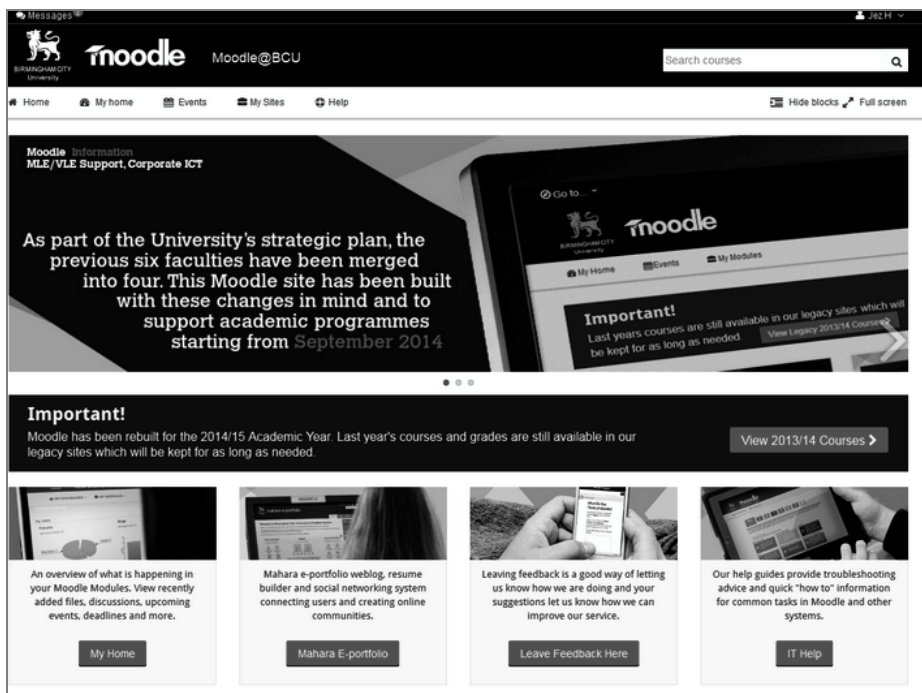 Messages
Jez H
BIRMINGHAM CITY
University
moodle
Moodle@BCU
Search courses
Home
My home
Events
My Sites
Help
Hide blocks
Full screen
Moodle Information
MLE/VLE Support, Corporate ICT
As part of the University's strategic plan, the
previous six faculties have been merged
into four. This Moodle site has been built
with these changes in mind and to
support academic programmes
starting from September 2014
Go to...
BIRMINGHAM CITY
University
moodle
My Home
Events
My Modules
Important!
Last years courses are still available in our legacy sites which will
be kept for as long as needed.
View Legacy 2013/14 Courses
Important!
Moodle has been rebuilt for the 2014/15 Academic Year. Last year's courses and grades are still available in our
legacy sites which will be kept for as long as needed.
View 2013/14 Courses
An overview of what is happening in
your Moodle Modules. View recently
added files, discussions, upcoming
events, deadlines and more.
My Home
Mahara e-portfolio weblog, resume
builder and social networking system
connecting users and creating online
communities.
Mahara E-portfolio
Leaving feedback is a good way of letting
us know how we are doing and your
suggestions let us know how we can
improve our service.
Leave Feedback Here
Our help guides provide troubleshooting
advice and quick "how to" information
for common tasks in Moodle and other
systems.
IT Help